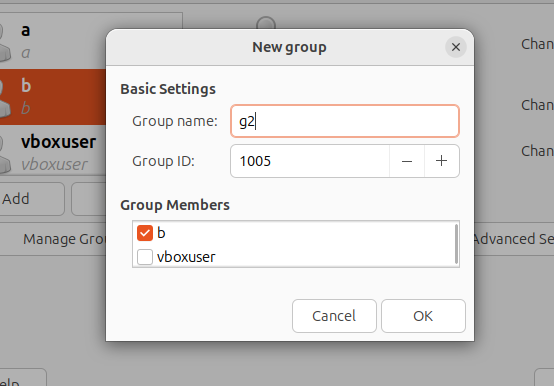 New group
a
a
Chan
Basic Settings
b
b
Group name: g2
Chan
vboxuser
vboxuser
Group ID: 1005
Chan
Add
Group Members
b
vboxuser
Manage Grou
Advanced Se
Cancel
OK
elp